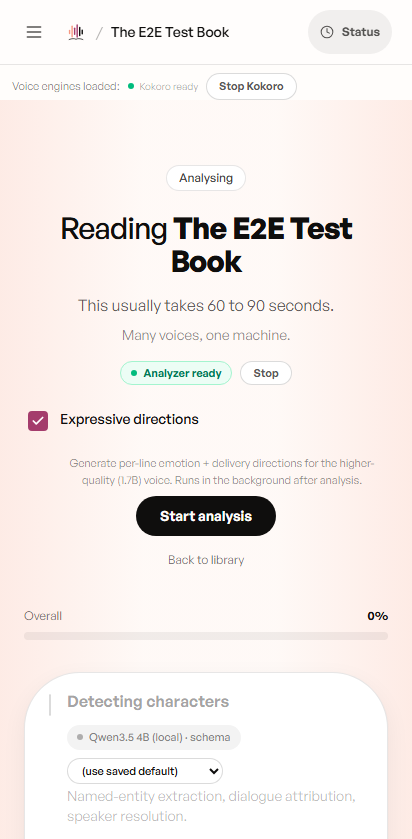 / The E2E Test Book
Status
Voice engines loaded: Kokoro ready Stop Kokoro
Analysing
Reading The E2E Test
Book
This usually takes 60 to 90 seconds.
Many voices, one machine.
Analyzer ready Stop
Expressive directions
Generate per-line emotion + delivery directions for the higher-
quality (1.7B) voice. Runs in the background after analysis.
Start analysis
Back to library
Overall 0%
Detecting characters
Qwen3.5 4B (local) · schema
(use saved default)
Named-entity extraction, dialogue attribution,
speaker resolution.